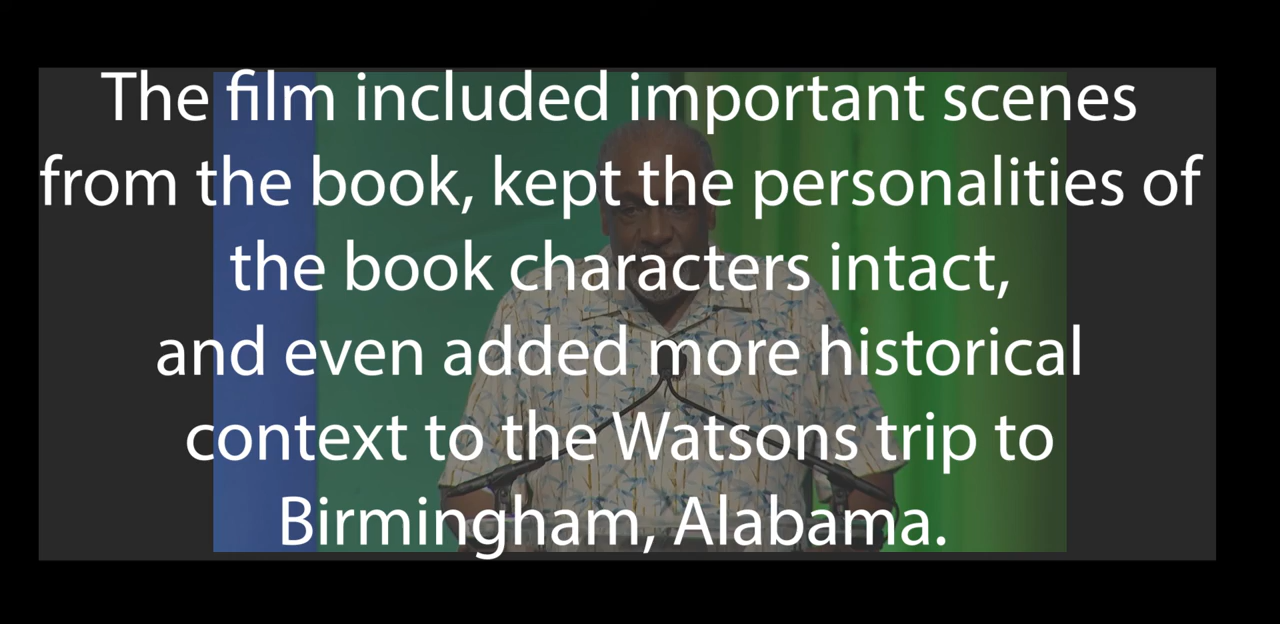 The film included important scenes
from the book, kept the personalities of
the book characters intact,
and even added more historical
context to the Watsons trip to
Birmingham, Alabama.